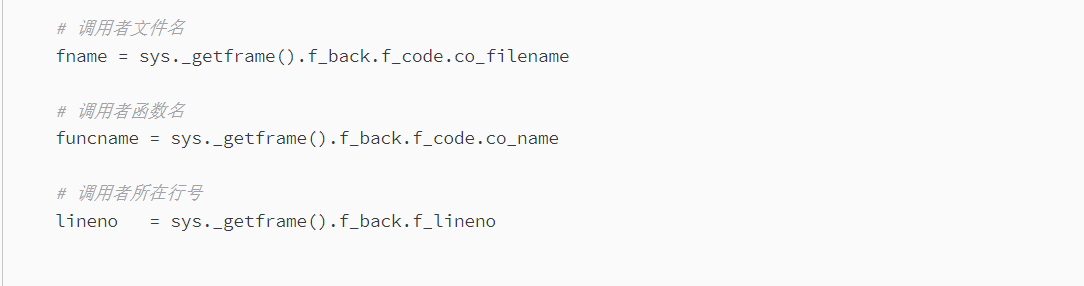 # 调用者文件名
fname = sys._getframe().f_back.f_code.co_filename
# 调用者函数名
funcname = sys._getframe().f_back.f_code.co_name
# 调用者所在行号
lineno   = sys._getframe().f_back.f_lineno